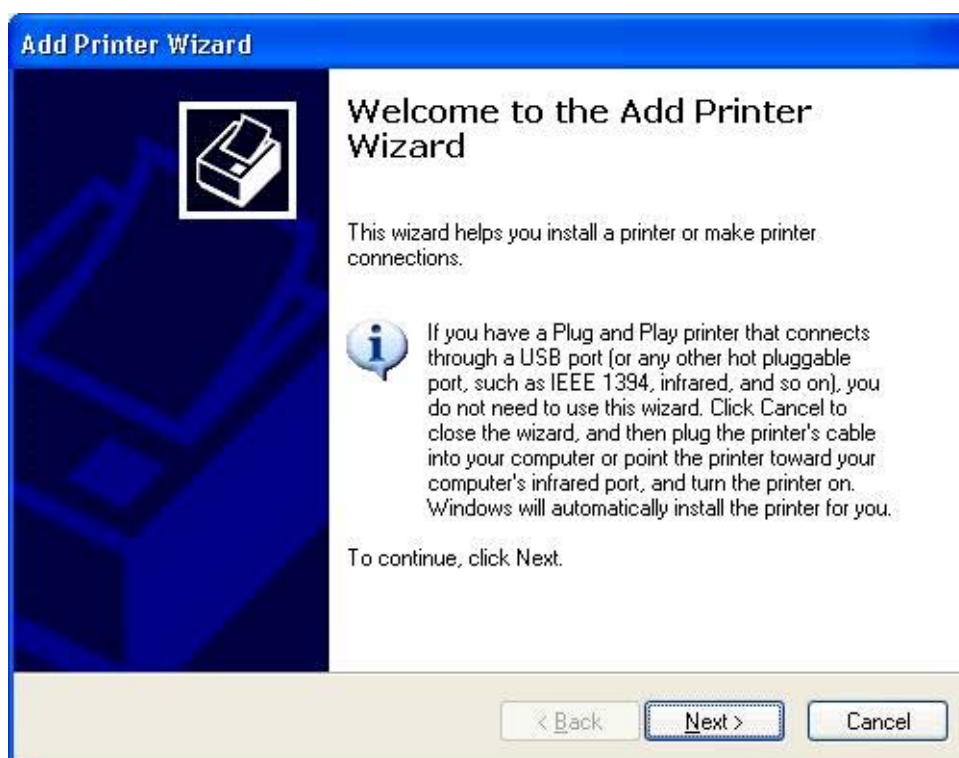 Add Printer Wizard
Welcome to the Add Printer
Wizard
This wizard helps you install a printer or make printer
connections.
If you have a Plug and Play printer that connects
through a USB port (or any other hot pluggable
port, such as IEEE 1394, infrared, and so on), you
do not need to use this wizard. Click Cancel to
close the wizard, and then plug the printer's cable
into your computer or point the printer toward your
computer's infrared port, and turn the printer on.
Windows will automatically install the printer for you.
To continue, click Next.
< Back Next > Cancel